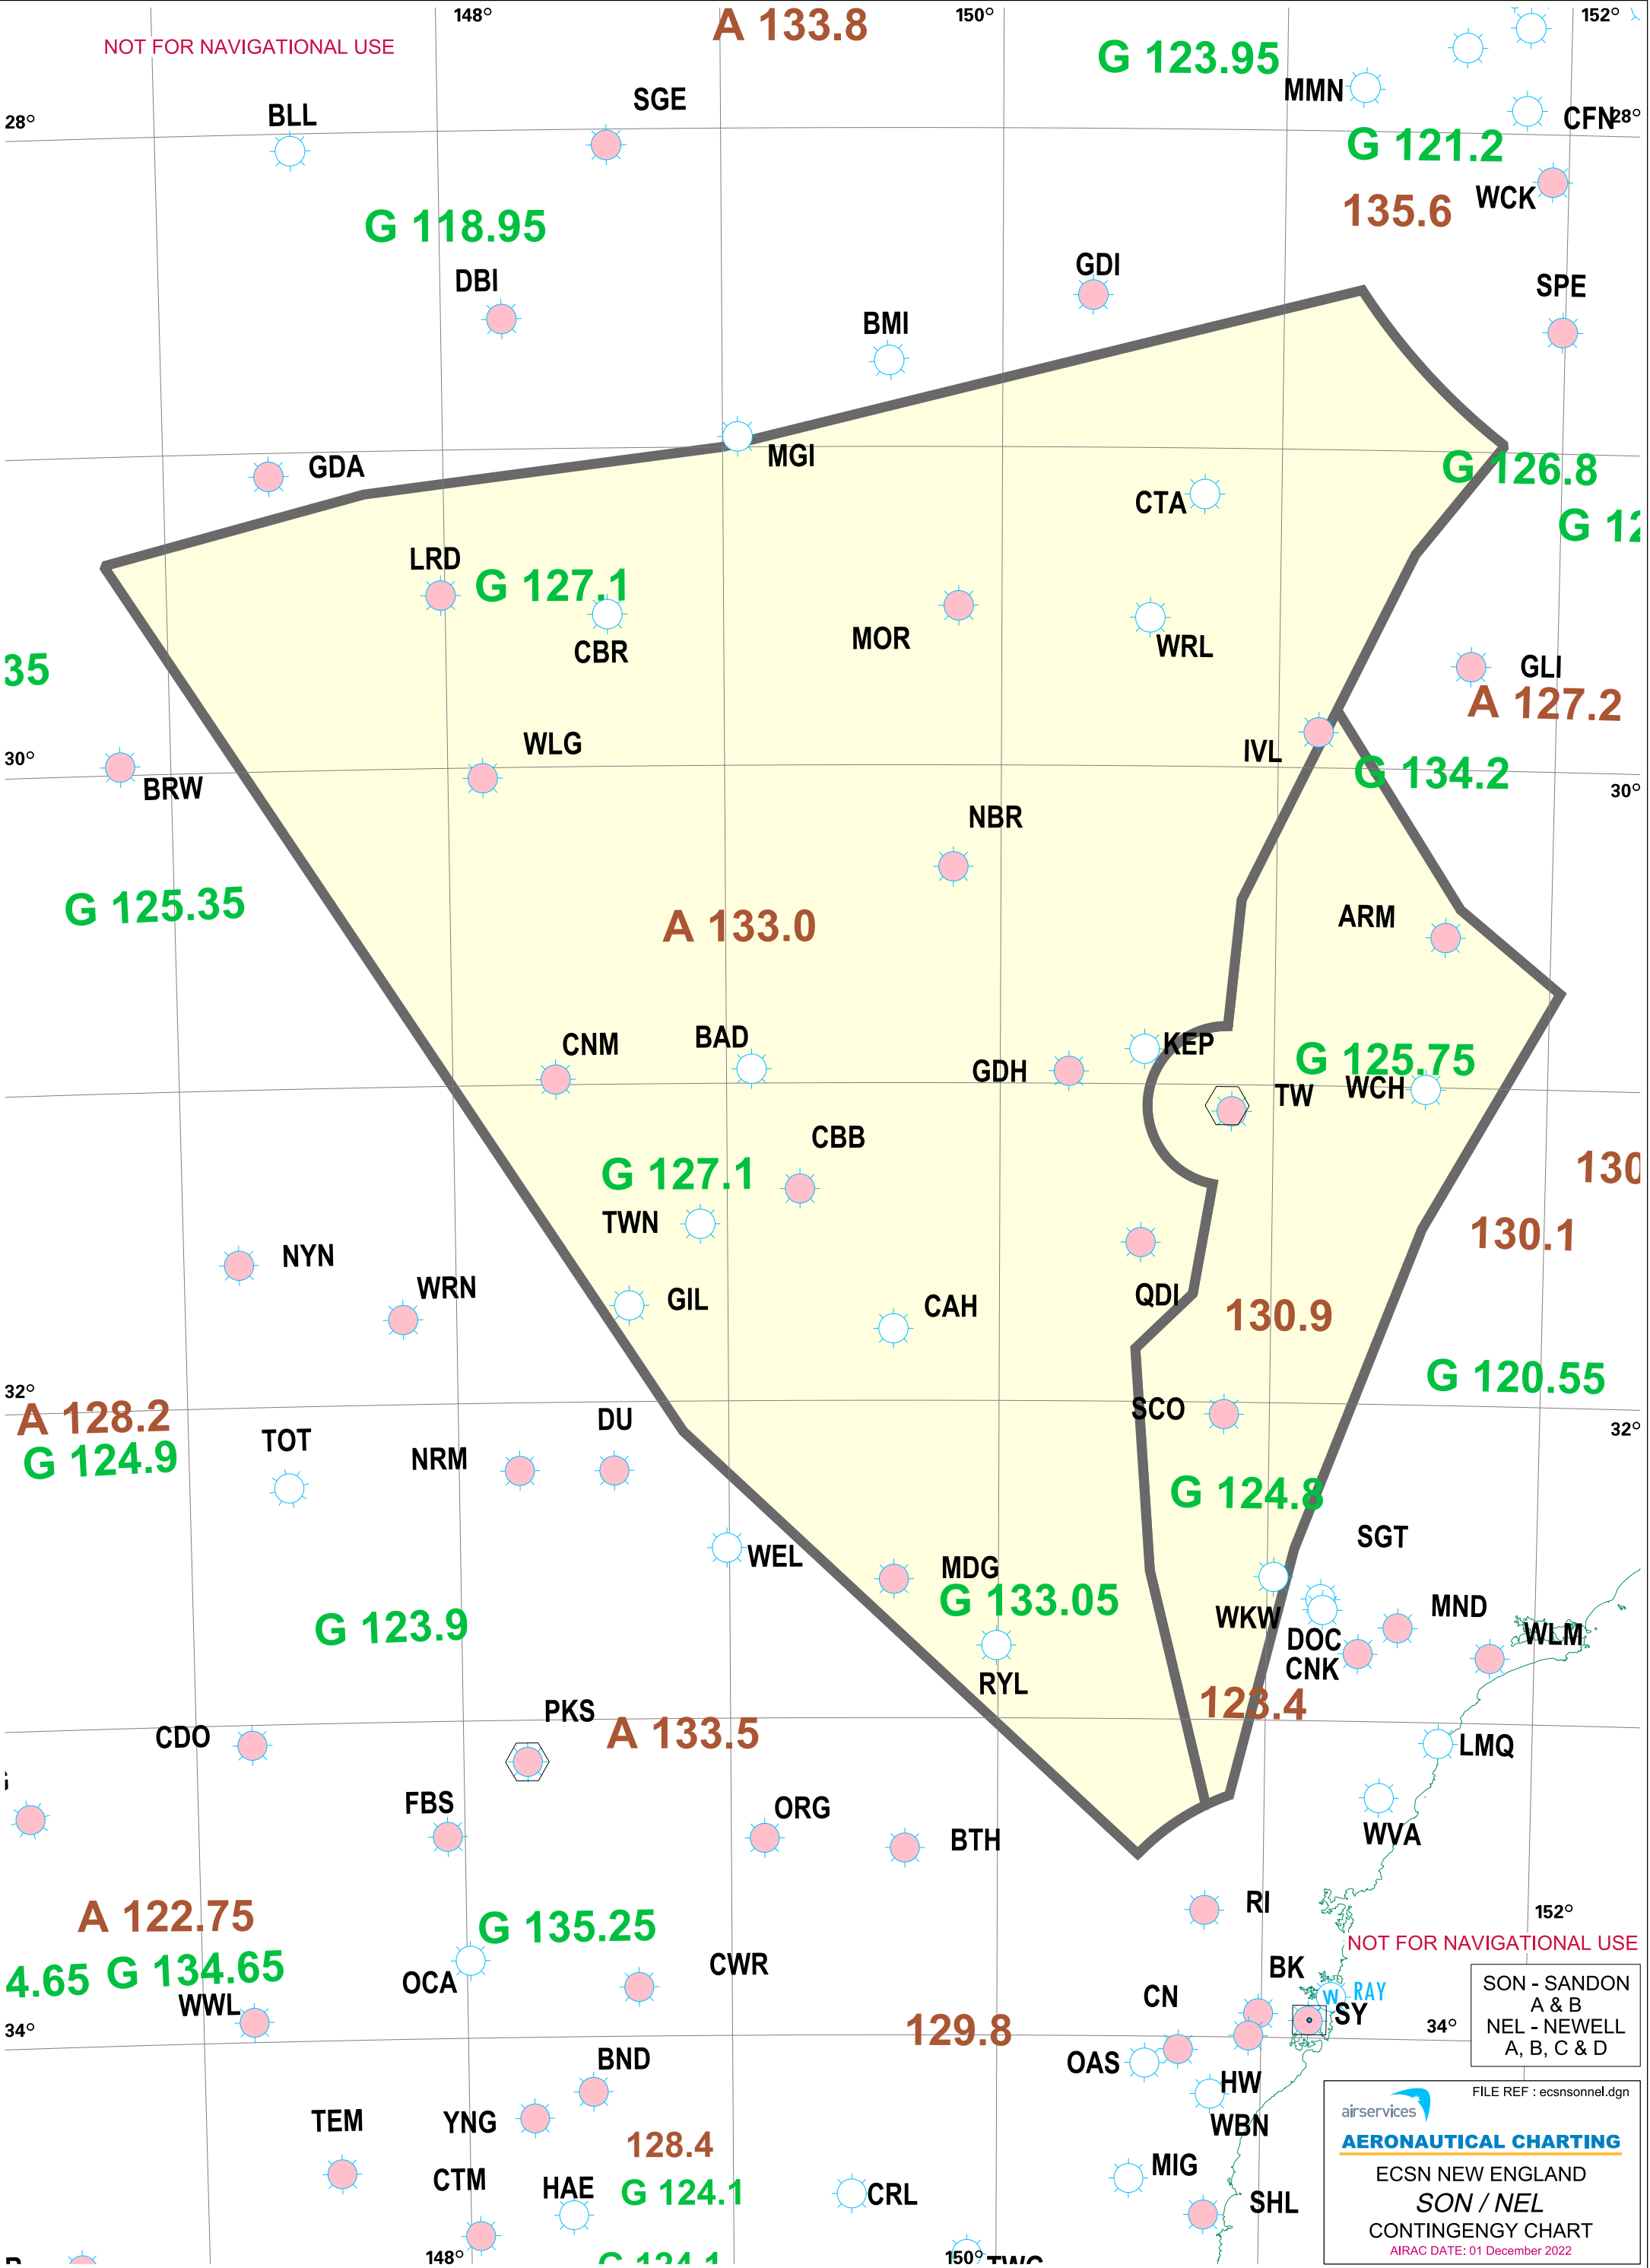 148°
A 133.8
150°
152°
NOT FOR NAVIGATIONAL USE
G 123.95
MMN
SGE
BLL
28°
CFN
28°
G 121.2
WCK
135.6
G 118.95
DBI
GDI
SPE
BMI
MGI
GDA
G 126.8
CTA
G 12
LRD
G 127.1
CBR
MOR
WRL
35
GLI
A 127.2
WLG
IVL
30°
BRW
G 134.2
30°
NBR
G 125.35
A 133.0
ARM
CNM
BAD
KEP
G 125.75
GDH
TW
WCH
CBB
G 127.1
130
TWN
130.1
NYN
WRN
GIL
CAH
QDI
130.9
G 120.55
32°
A 128.2
SCO
DU
32°
TOT
NRM
G 124.9
G 124.8
SGT
WEL
MDG
G 133.05
WKW
MND
G 123.9
DOC
WLM
CNK
RYL
123.4
PKS
CDO
A 133.5
LMQ
FBS
ORG
WVA
BTH
RI
A 122.75
G 135.25
152°
NOT FOR NAVIGATIONAL USE
4.65
G 134.65
OCA
CWR
BK
WWL
CN
W
RAY
SY
34°
129.8
34°
SON - SANDON
A & B
NEL - NEWELL
A, B, C & D
BND
OAS
HW
TEM
YNG
WBN
128.4
CTM
HAE
G 124.1
CRL
MIG
SHL
FILE REF : ecsnsonnel.dgn
airservices
AERONAUTICAL CHARTING
ECSN NEW ENGLAND
SON / NEL
CONTINGENGY CHART
AIRAC DATE: 01 December 2022
148°
G 124.1
150°
TWC